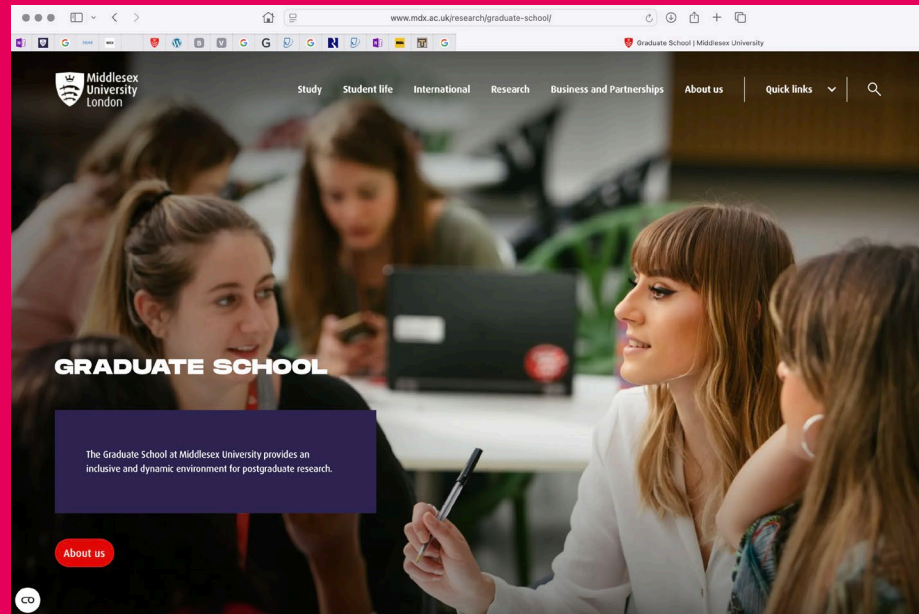 www.mdx.ac.uk/research/graduate-school/
Graduate School | Middlesex University
Middlesex
University
London
Study
Student life
International
Research
Business and Partnerships
About us
Quick links
GRADUATE SCHOOL
The Graduate School at Middlesex University provides an
inclusive and dynamic environment for postgraduate research.
About us